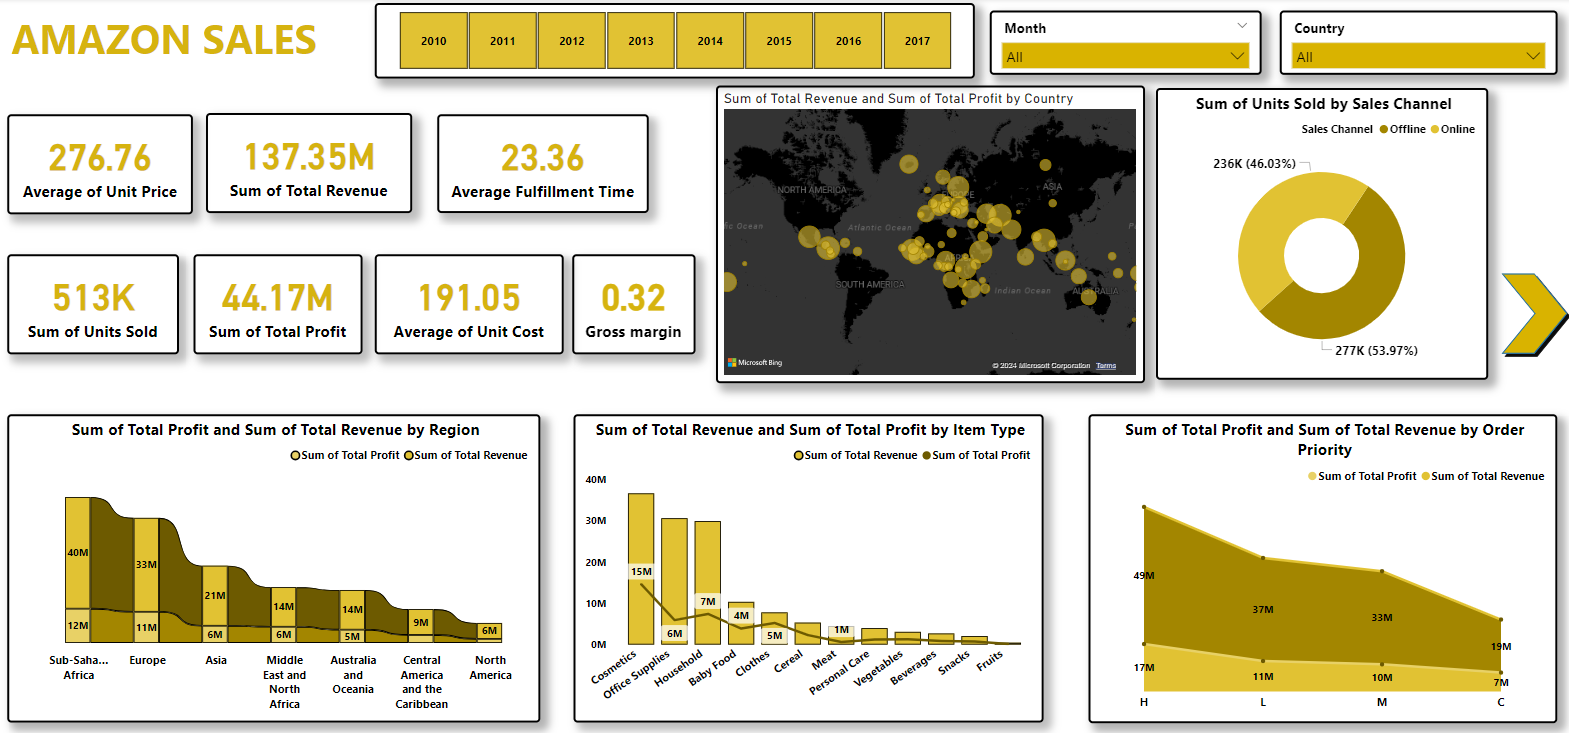 AMAZON SALES
2010 2011 2012 2013 2014 2015 2016 2017
Month
All
Country
All
276.76
Average of Unit Price
137.35M
Sum of Total Revenue
23.36
Average Fulfillment Time
513K
Sum of Units Sold
44.17M
Sum of Total Profit
191.05
Average of Unit Cost
0.32
Gross margin
Sum of Total Revenue and Sum of Total Profit by Country
NORTH AMERICA
EUROPE
ASIA
ic Ocean
Atlantic Ocean
P
AFRICA
SOUTH AMERICA
Indian Ocean
AUSTRALIA
Microsoft Bing
© 2024 Microsoft Corporation Terms
Sum of Units Sold by Sales Channel
Sales Channel Offline Online
236K (46.03%)
277K (53.97%)
Sum of Total Profit and Sum of Total Revenue by Region
Sum of Total Profit Sum of Total Revenue
40M
33M
21M
14M
14M
9M
6M
12M
11M
6M
6M
5M
Sub-Saha...
Africa
Europe
Asia
Middle
East and
North
Africa
Australia
and
Oceania
Central
America
and the
Caribbean
North
America
Sum of Total Revenue and Sum of Total Profit by Item Type
Sum of Total Revenue Sum of Total Profit
40M
30M
20M
10M
0M
15M
6M
7M
4M
5M
1M
Cosmetics
Office Supplies
Household
Baby Food
Clothes
Cereal
Meat
Personal Care
Vegetables
Beverages
Snacks
Fruits
Sum of Total Profit and Sum of Total Revenue by Order
Priority
Sum of Total Profit Sum of Total Revenue
49M
37M
33M
19M
17M
11M
10M
7M
H L M C